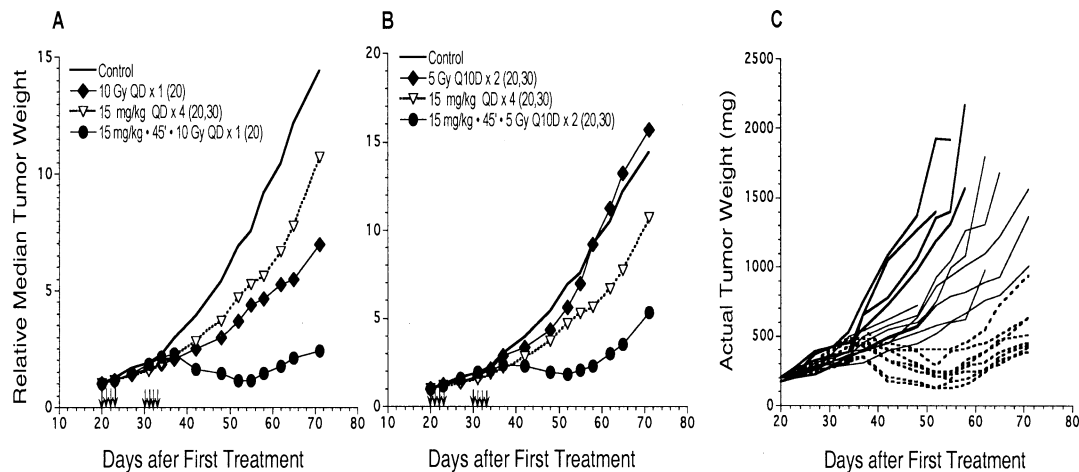 A
Relative Median Tumor Weight
15
10
5
0
Control
10 Gy QD x 1 (20)
15 mg/kg QD x 4 (20,30)
15 mg/kg • 45' • 10 Gy QD x 1 (20)
10 20 30 40 50 60 70 80
Days afer First Treatment
B
20
15
10
5
0
Control
5 Gy Q10D x 2 (20,30)
15 mg/kg QD x 4 (20,30)
15 mg/kg • 45' • 5 Gy Q10D x 2 (20,30)
10 20 30 40 50 60 70 80
Days afer First Treatment
C
Actual Tumor Weight (mg)
2500
2000
1500
1000
500
0
20 30 40 50 60 70 80
Days after First Treatment